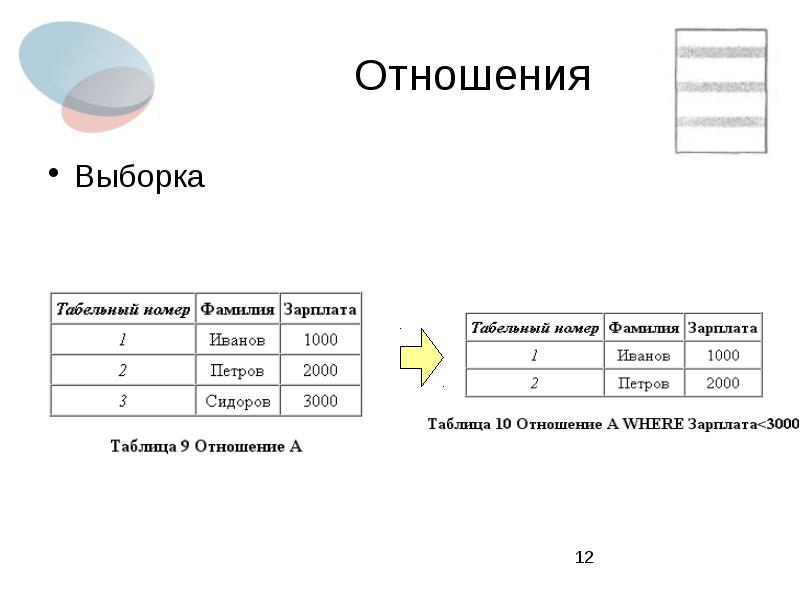 Отношения
• Выборка
Табельный номер Фамилия Зарплата
1 Иванов 1000
2 Петров 2000
3 Сидоров 3000
Таблица 9 Отношение A
Табельный номер Фамилия Зарплата
1 Иванов 1000
2 Петров 2000
Таблица 10 Отношение A WHERE Зарплата<3000
12